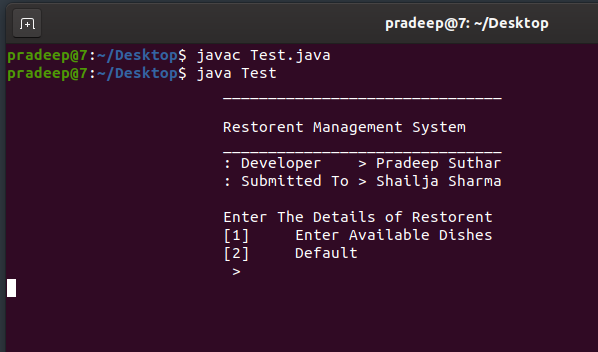 pradeep@7: ~/Desktop
pradeep@7:~/Desktop$ javac Test.java
pradeep@7:~/Desktop$ java Test
_______________________________
Restorent Management System
_______________________________
: Developer    > Pradeep Suthar
: Submitted To > Shailja Sharma
Enter The Details of Restorent
[1]     Enter Available Dishes
[2]     Default
>